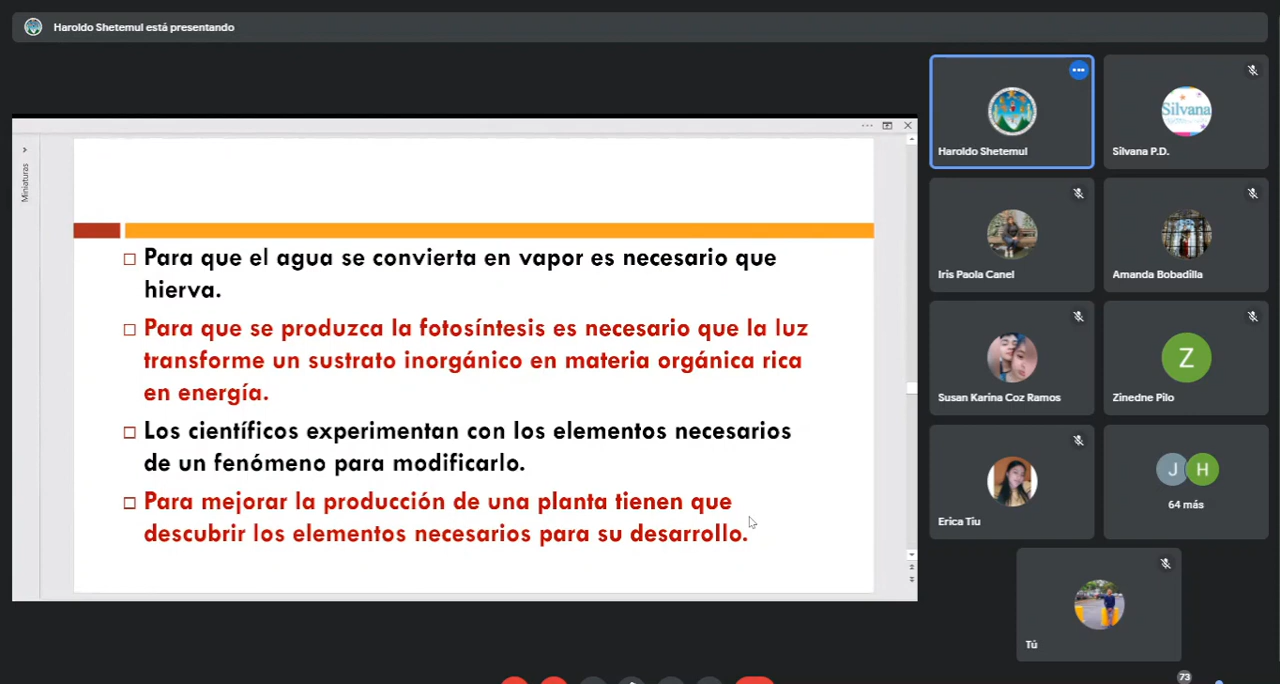 Haroldo Shetemul está presentando
Miniaturas
Para que el agua se convierta en vapor es necesario que
hierva.
Para que se produzca la fotosíntesis es necesario que la luz
transforme un sustrato inorgánico en materia orgánica rica
en energía.
Los científicos experimentan con los elementos necesarios
de un fenómeno para modificarlo.
Para mejorar la producción de una planta tienen que
descubrir los elementos necesarios para su desarrollo.
Haroldo Shetemul
Silvana
Silvana P.D.
Iris Paola Canel
Amanda Bobadilla
Susan Karina Coz Ramos
Z
Zinedne Pilo
Erica Tíu
J H
64 más
Tú
73